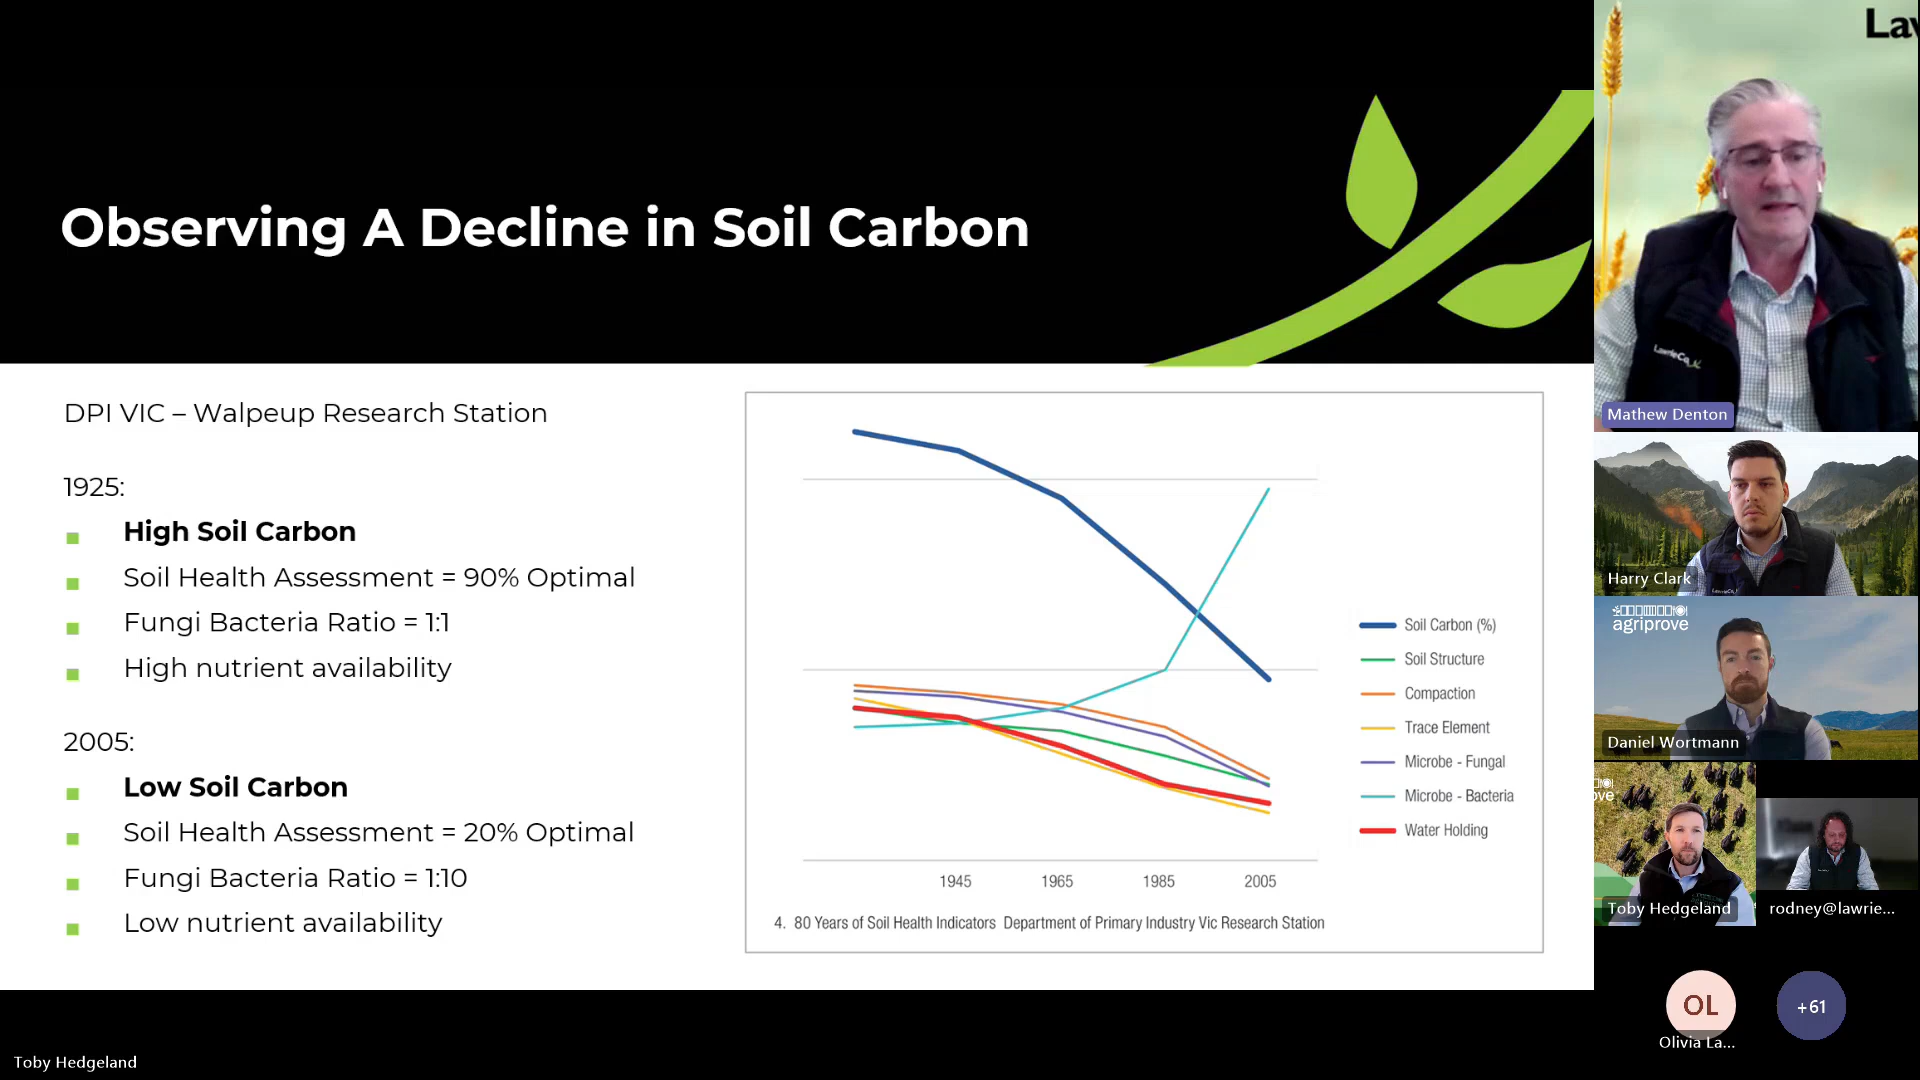 Observing A Decline in Soil Carbon
DPI VIC – Walpeup Research Station
1925:
High Soil Carbon
Soil Health Assessment = 90% Optimal
Fungi Bacteria Ratio = 1:1
High nutrient availability
2005:
Low Soil Carbon
Soil Health Assessment = 20% Optimal
Fungi Bacteria Ratio = 1:10
Low nutrient availability
Soil Carbon (%)
Soil Structure
Compaction
Trace Element
Microbe - Fungal
Microbe - Bacteria
Water Holding
1945 1965 1985 2005
4. 80 Years of Soil Health Indicators Department of Primary Industry Vic Research Station
Law
LawrieCo
Mathew Denton
Harry Clark
agriprove
Daniel Wortmann
ove
Toby Hedgeland
rodney@lawrie...
OL
+61
Olivia La...
Toby Hedgeland